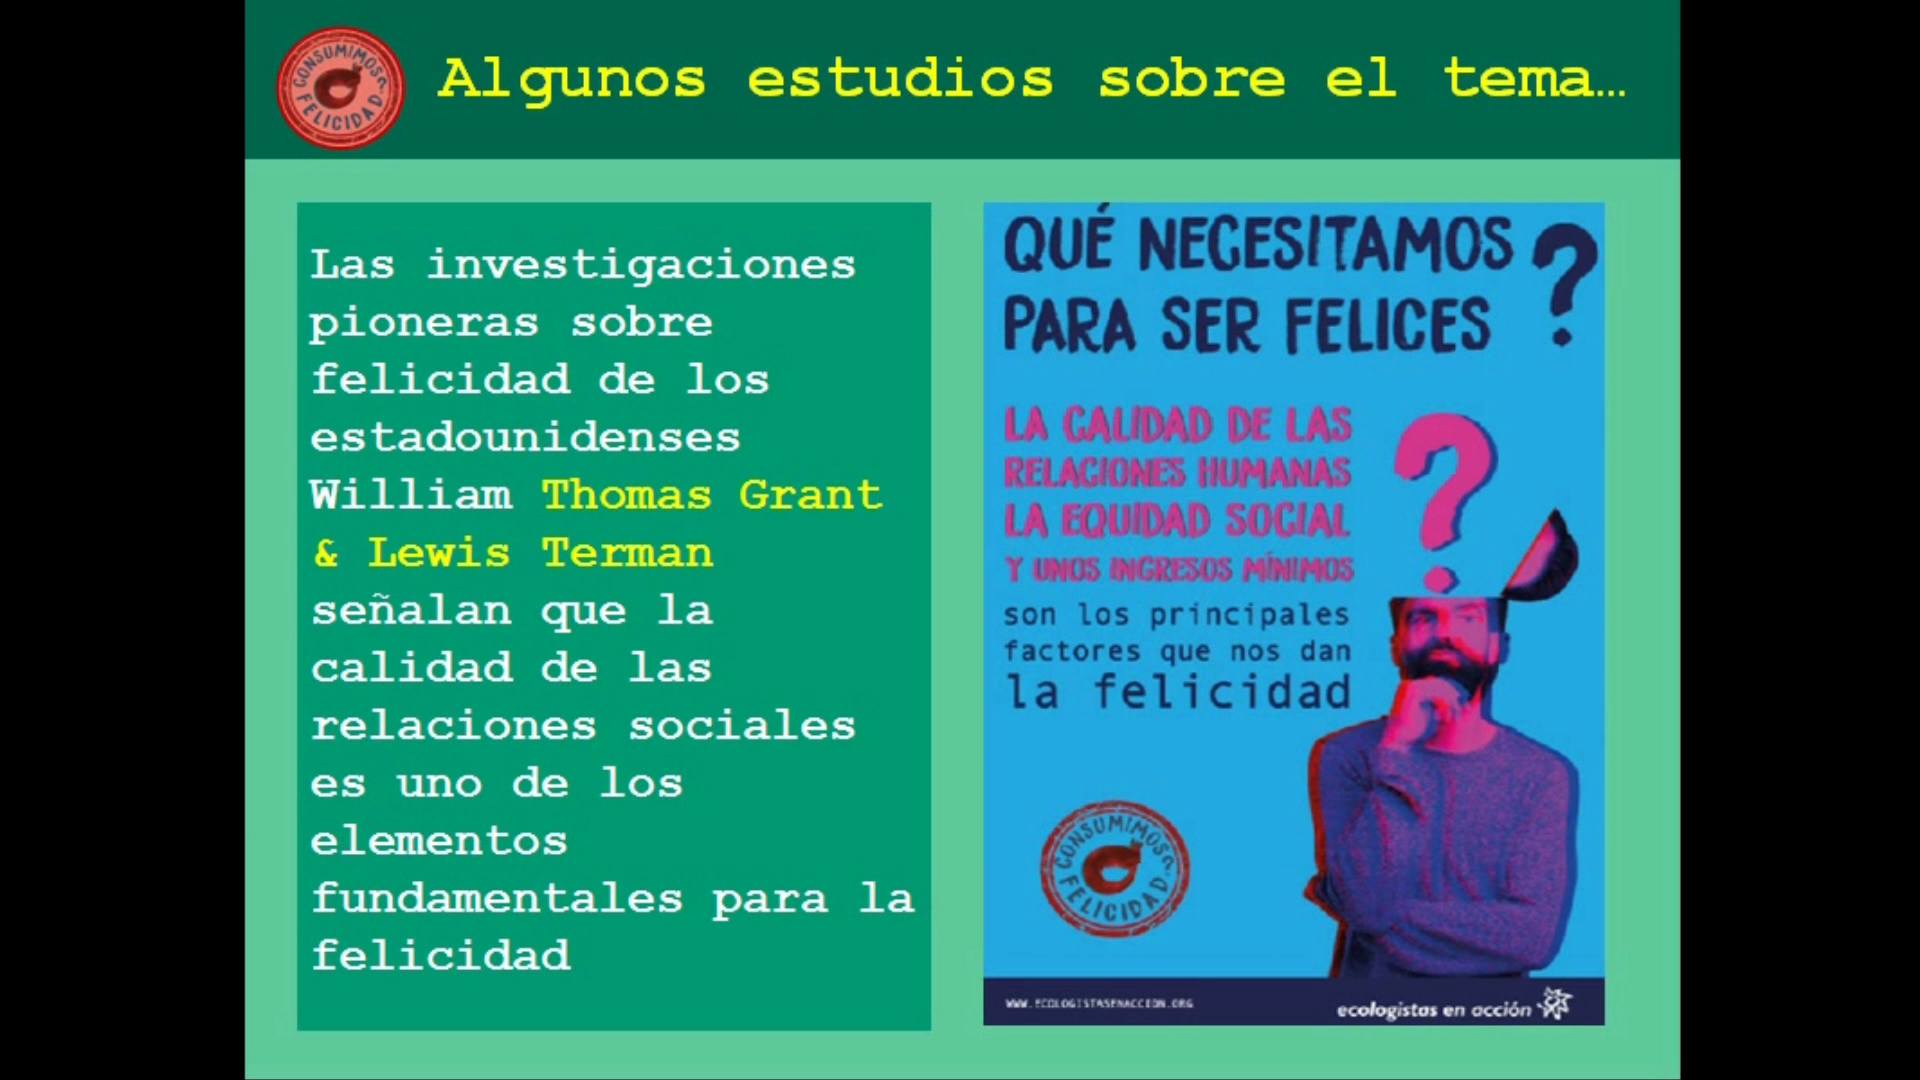 CONSUMIMOS
FELICIDAD
Algunos estudios sobre el tema…
Las investigaciones
pioneras sobre
felicidad de los
estadounidenses
William Thomas Grant
& Lewis Terman
señalan que la
calidad de las
relaciones sociales
es uno de los
elementos
fundamentales para la
felicidad
QUÉ NECESITAMOS
PARA SER FELICES ?
LA CALIDAD DE LAS
RELACIONES HUMANAS
LA EQUIDAD SOCIAL
Y UNOS INGRESOS MÍNIMOS
son los principales
factores que nos dan
la felicidad
?
CONSUMIMOS
FELICIDAD
WWW.ECOLOGISTASENACCION.ORG
ecologistas en acción